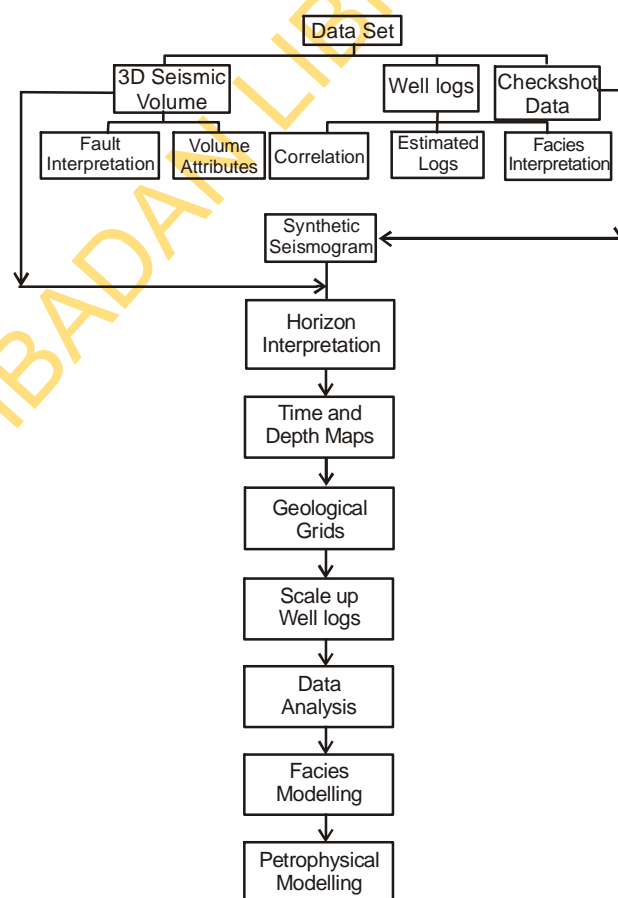 Data Set
3D Seismic
Volume
Well logs
Checkshot
Data
Fault
Interpretation
Volume
Attributes
Correlation
Estimated
Logs
Facies
Interpretation
Synthetic
Seismogram
Horizon
Interpretation
Time and
Depth Maps
Geological
Grids
Scale up
Well logs
Data
Analysis
Facies
Modelling
Petrophysical
Modelling
IBADAN LIB